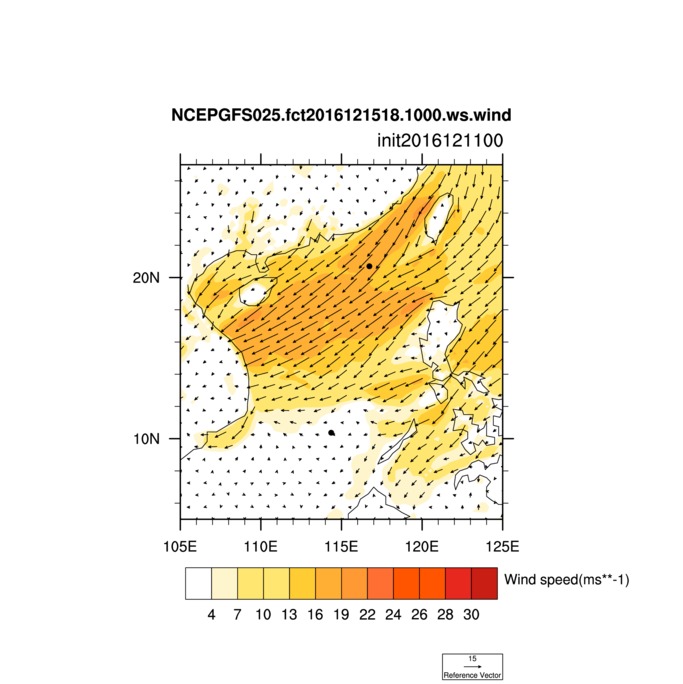 NCEPGFS025.fct2016121518.1000.ws.wind
init2016121100
20N
10N
105E 110E 115E 120E 125E
Wind speed(ms**-1)
4 7 10 13 16 19 22 24 26 28 30
15
Reference Vector